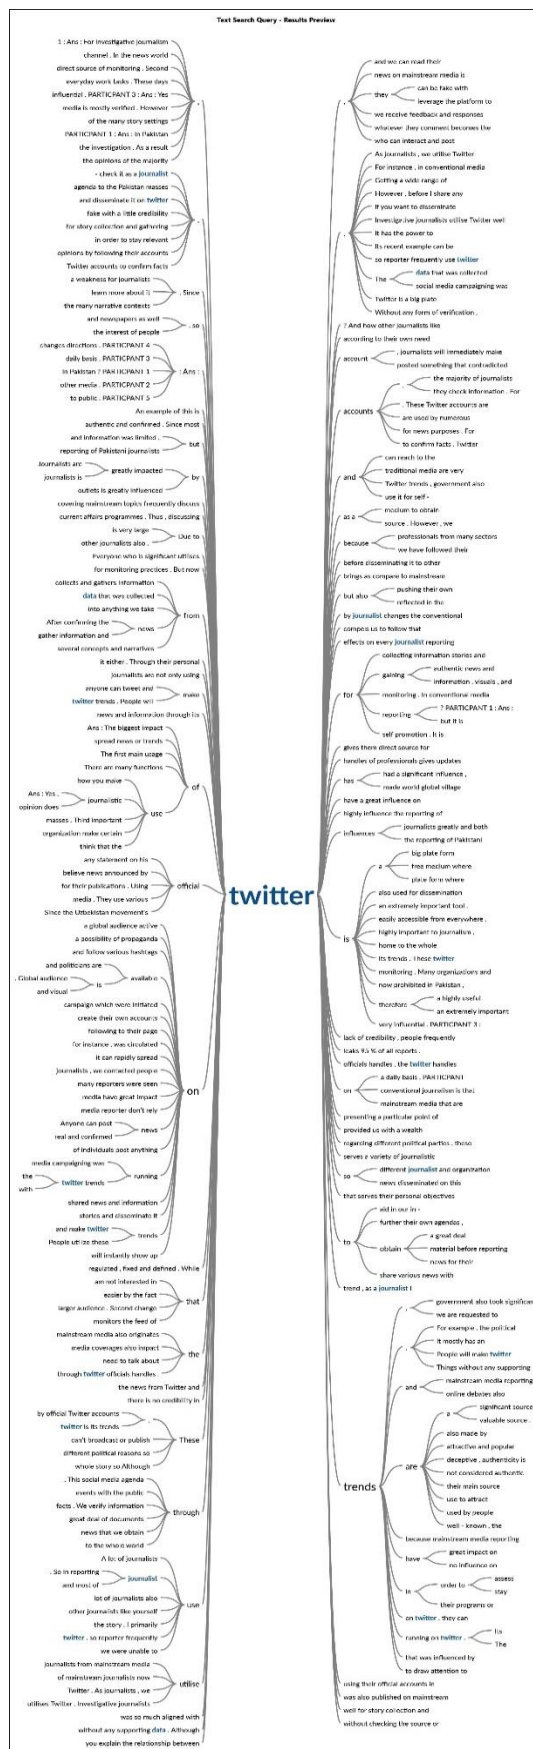 Text Search Query - Results Preview
1 : Ans : For investigative journalism
channel . In the news world
direct source of monitoring . Second
everyday work tasks . These days
influential . PARTICPANT 3 : Ans : Yes
media is mostly verified . However
of the many story settings
PARTICPANT 1 : Ans : In Pakistan
the investigation . As a result
the opinions of the majority
.
- check it as a journalist
agenda to the Pakistan masses
and disseminate it on twitter
fake with a little credibility
for story collection and gathering
in order to stay relevant
opinions by following their accounts
Twitter accounts to confirm facts
.
a weakness for journalists
learn more about it
the many narrative contexts
. Since
and newspapers as well
the interest of people
. so
changes directions . PARTICPANT 4
daily basis . PARTICPANT 3
in Pakistan ? PARTICPANT 1
other media . PARTICPANT 2
to public . PARTICPANT 5
: Ans :
An example of this is
authentic and confirmed . Since most
and information was limited .
reporting of Pakistani journalists
but
Journalists are
journalists is
greatly impacted
outlets is greatly influenced
by
covering mainstream topics frequently discuss
current affairs programmes . Thus , discussing
is very large
other journalists also .
Due to
Everyone who is significant utilises
for monitoring practices . But now
collects and gathers information
data that was collected
into anything we take
After confirming the
gather information and
news
several concepts and narratives
from
it either . Through their personal
journalists are not only using
anyone can tweet and
twitter trends . People will
make
news and information through its
Ans : The biggest impact
spread news or trends
The first main usage
There are many functions
how you make
Ans : Yes ,
opinion does
journalistic
masses . Third important
organization make certain
think that the
use
of
any statement on his
believe news announced by
for their publications . Using
media . They use various
Since the Uzbekistan movement's
official
a global audience active
a possibility of propaganda
and follow various hashtags
and politicians are
. Global audience
and visual
is
available
campaign which were initiated
create their own accounts
following to their page
for instance , was circulated
it can rapidly spread
journalists , we contacted people
many reporters were seen
media have great impact
media reporter don't rely
Anyone can post
real and confirmed
news
of individuals post anything
media campaigning was
the
with
twitter trends
running
shared news and information
stories and disseminate it
and make twitter
People utilize these
trends
will instantly show up
on
regulated , fixed and defined . While
am not interested in
easier by the fact
larger audience . Second change
monitors the feed of
that
mainstream media also originates
media coverages also impact
need to talk about
through twitter officials handles .
the
the news from Twitter and
there is no credibility in
by official Twitter accounts
twitter is its trends
.
can't broadcast or publish
different political reasons so
whole story so Although
These
. This social media agenda
events with the public
facts . We verify information
great deal of documents
news that we obtain
to the whole world
through
A lot of journalists
. So in reporting
and most of
journalist
lot of journalists also
other journalists like yourself
the story . I primarily
twitter . so reporter frequently
we were unable to
use
journalists from mainstream media
of mainstream journalists now
Twitter . As journalists , we
utilises Twitter . Investigative journalists
utilise
was so much aligned with
without any supporting data . Although
you explain the relationship between
twitter
,
and we can read their
news on mainstream media is
they
can be fake with
leverage the platform to
we receive feedback and responses
whatever they comment becomes the
who can interact and post
.
As journalists , we utilise Twitter
For instance , in conventional media
Getting a wide range of
However , before I share any
If you want to disseminate
Investigative journalists utilise Twitter well
It has the power to
Its recent example can be
so reporter frequently use twitter
The
data that was collected
social media campaigning was
Twitter is a big plate
Without any form of verification ,
? And how other journalists like
according to their own need
account
, journalists will immediately make
posted something that contradicted
accounts
,
the majority of journalists
they check information . For
. These Twitter accounts are
are used by numerous
for news purposes . For
to confirm facts . Twitter
and
can reach to the
traditional media are very
Twitter trends , government also
use it for self -
as a
medium to obtain
source . However , we
because
professionals from many sectors
we have followed their
before disseminating it to other
brings as compare to mainstream
but also
pushing their own
reflected in the
by journalist changes the conventional
compels us to follow that
effects on every journalist reporting
for
collecting information stories and
gaining
authentic news and
information . visuals , and
monitoring . In conventional media
reporting
? PARTICPANT 1 : Ans :
but it is
self promotion . It is
gives them direct source for
handles of professionals gives updates
has
had a significant influence ,
made world global village
have a great influence on
highly influence the reporting of
influences
journalists greatly and both
the reporting of Pakistani
is
a
big plate form
free medium where
plate form where
also used for dissemination
an extremely important tool .
easily accessible from everywhere .
highly important to journalism ,
home to the whole
its trends . These twitter
monitoring . Many organizations and
now prohibited in Pakistan ,
therefore
a highly useful
an extremely important
very influential . PARTICPANT 3 :
lack of credibility , people frequently
leaks 95 % of all reports .
officials handles . the twitter handles
on
a daily basis . PARTICPANT
conventional journalism is that
mainstream media that are
presenting a particular point of
provided us with a wealth
regarding different political parties , these
serves a variety of journalistic
so
different journalist and organization
news disseminated on this
that serves their personal objectives
to
aid in our in -
further their own agendas ,
obtain
a great deal
material before reporting
news for their
share various news with
trend , as a journalist I
trends
,
government also took significan
we are requested to
.
For example , the political
It mostly has an
People will make twitter
Things without any supporting
and
mainstream media reporting
online debates also
are
a
significant source
valuable source .
also made by
attractive and popular
deceptive , authenticity is
not considered authentic
their main source
use to attract
used by people
well - known , the
because mainstream media reporting
have
great impact on
no influence on
in
order to
assess
stay
their programs or
on twitter . they can
running on twitter .
Its
The
that was influenced by
to draw attention to
using their official accounts in
was also published on mainstream
well for story collection and
without checking the source or